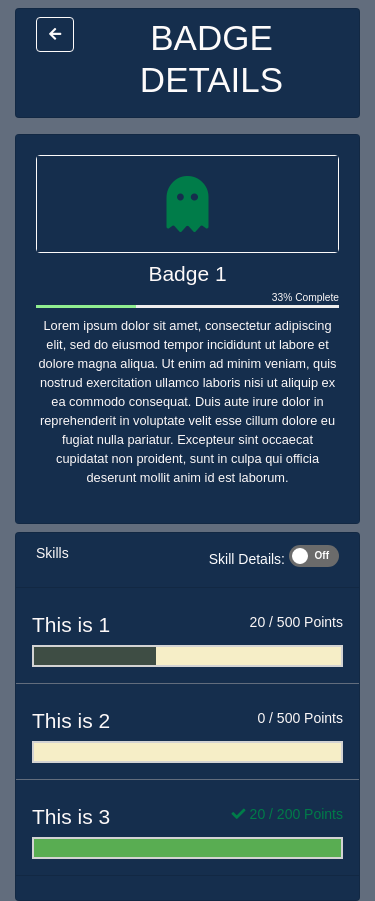 BADGE
DETAILS
Badge 1
33% Complete
Lorem ipsum dolor sit amet, consectetur adipiscing
elit, sed do eiusmod tempor incididunt ut labore et
dolore magna aliqua. Ut enim ad minim veniam, quis
nostrud exercitation ullamco laboris nisi ut aliquip ex
ea commodo consequat. Duis aute irure dolor in
reprehenderit in voluptate velit esse cillum dolore eu
fugiat nulla pariatur. Excepteur sint occaecat
cupidatat non proident, sunt in culpa qui officia
deserunt mollit anim id est laborum.
Skills
Skill Details: Off
This is 1
20 / 500 Points
This is 2
0 / 500 Points
This is 3
20 / 200 Points